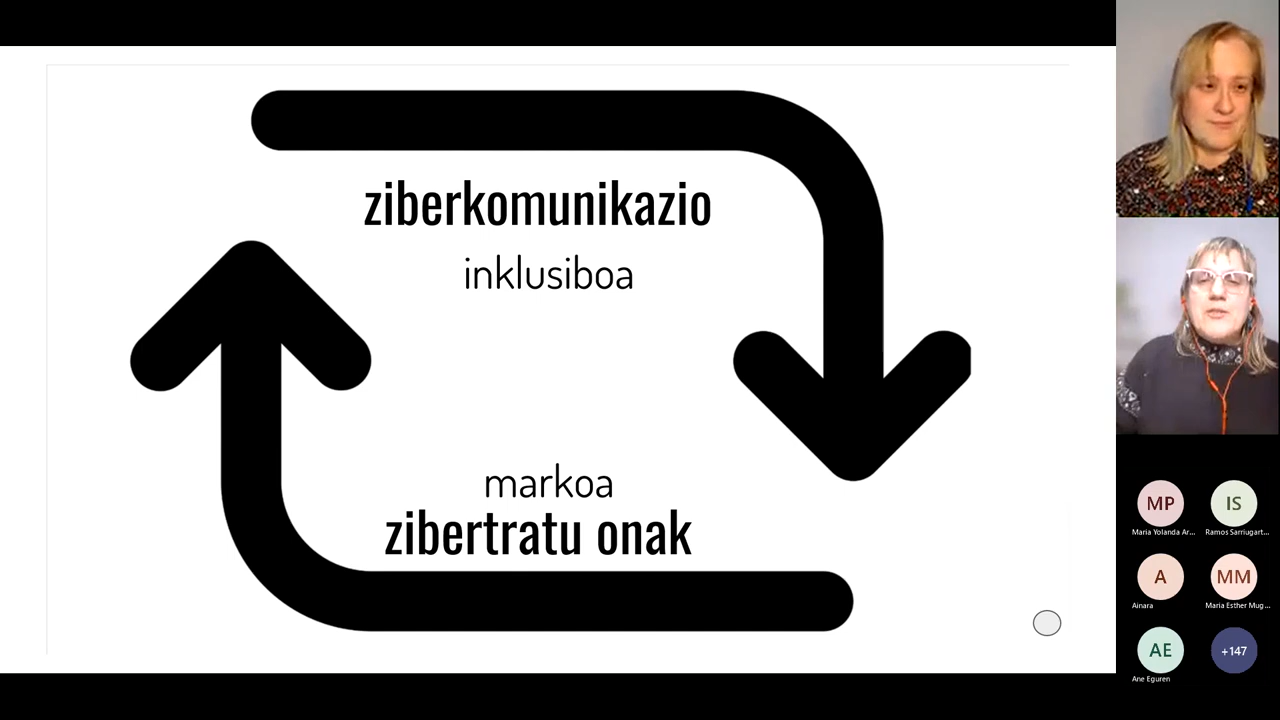 ziberkomunikazio
inklusiboa
markoa
zibertratu onak
MP
IS
Maria Yolanda Ar...
Ramos Sarriugart...
A
MM
Ainara
Maria Esther Mug...
AE
+147
Ane Eguren